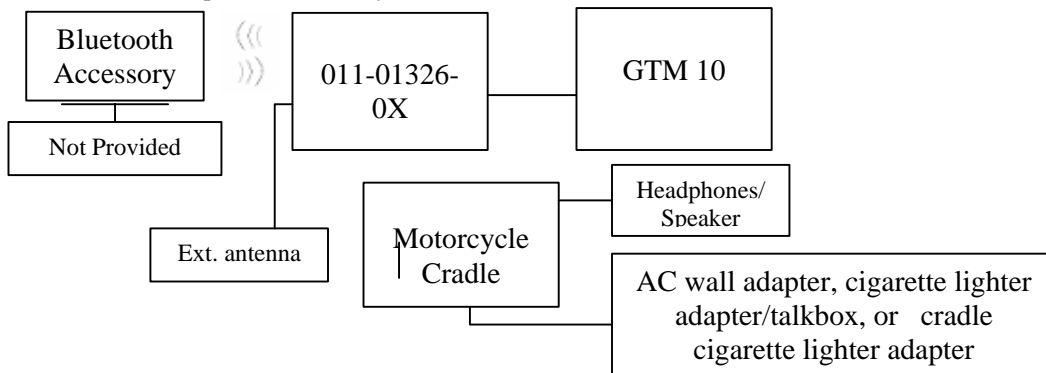 Bluetooth
Accessory
011-01326-
0X
GTM 10
Not Provided
Headphones/
Speaker
Ext. antenna
Motorcycle
Cradle
AC wall adapter, cigarette lighter
adapter/talkbox, or cradle
cigarette lighter adapter